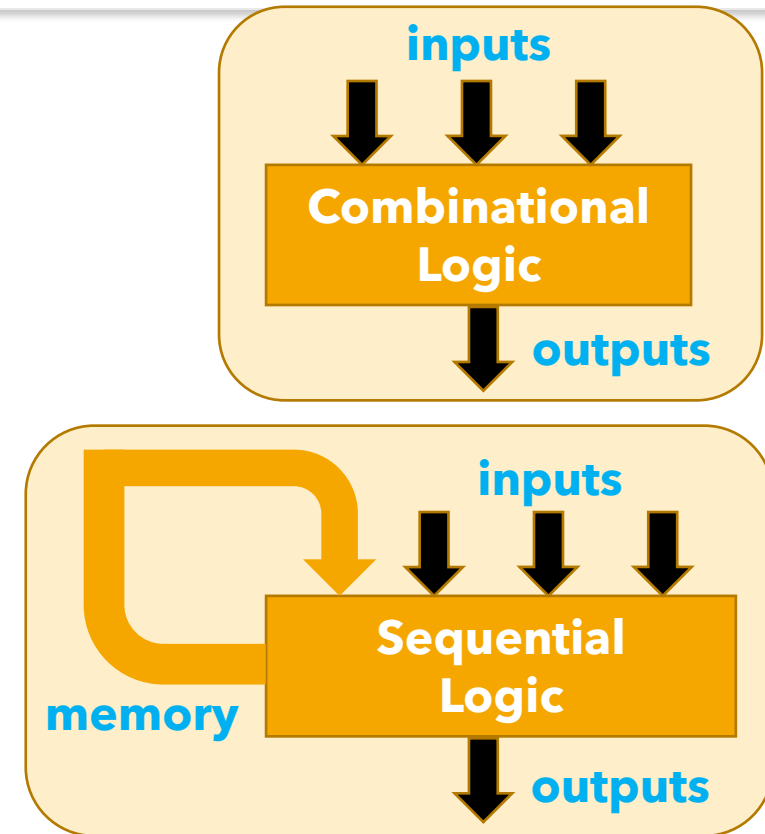 inputs
Combinational
Logic
outputs
inputs
Sequential
Logic
memory
outputs